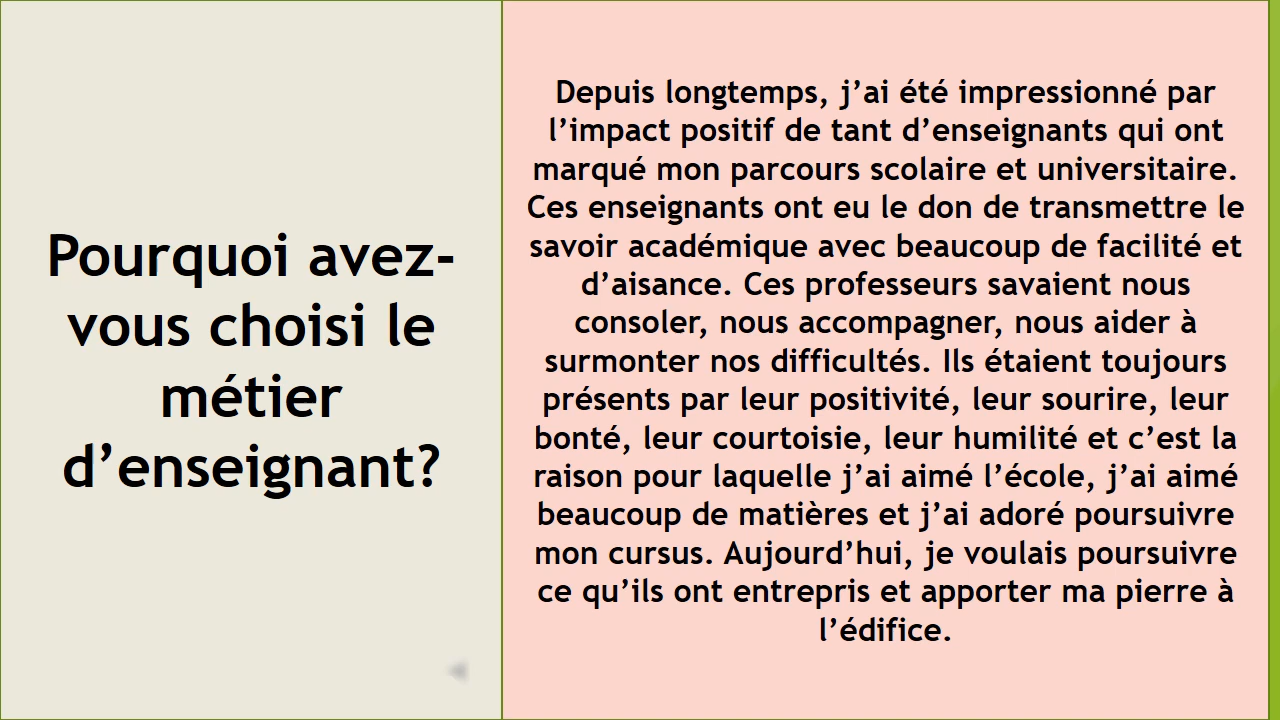 Pourquoi avez-
vous choisi le
métier
d’enseignant?
Depuis longtemps, j’ai été impressionné par
l’impact positif de tant d’enseignants qui ont
marqué mon parcours scolaire et universitaire.
Ces enseignants ont eu le don de transmettre le
savoir académique avec beaucoup de facilité et
d’aisance. Ces professeurs savaient nous
consoler, nous accompagner, nous aider à
surmonter nos difficultés. Ils étaient toujours
présents par leur positivité, leur sourire, leur
bonté, leur courtoisie, leur humilité et c’est la
raison pour laquelle j’ai aimé l’école, j’ai aimé
beaucoup de matières et j’ai adoré poursuivre
mon cursus. Aujourd’hui, je voulais poursuivre
ce qu’ils ont entrepris et apporter ma pierre à
l’édifice.